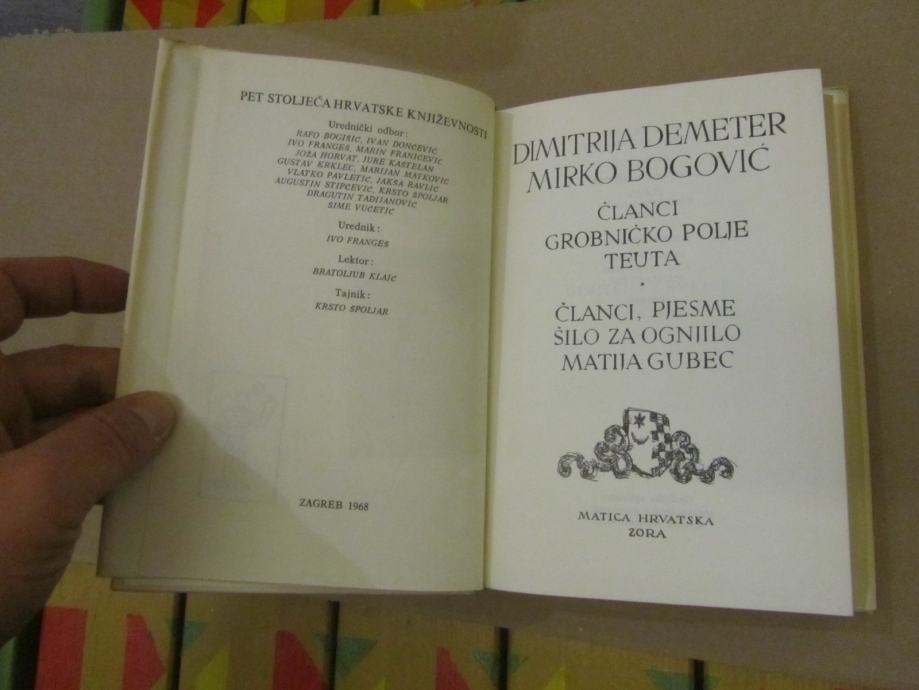 PET STOLJEĆA HRVATSKE KNJIŽEVNOSTI
Urednički odbor:
RAFO BOGIŠIĆ, IVAN DONČEVIĆ,
IVO FRANGEŠ, MARIN FRANIČEVIĆ,
JOŽA HORVAT, JURE KAŠTELAN,
GUSTAV KRKLEC, MARIJAN MATKOVIĆ,
VLATKO PAVLETIĆ, JAKŠA RAVLIĆ,
AUGUSTIN STIPČEVIĆ, KRSTO ŠPOLJAR,
DRAGUTIN TADIJANOVIĆ,
ŠIME VUČETIĆ
Urednik:
IVO FRANGEŠ
Lektor:
BRATOLJUB KLAIĆ
Tajnik:
KRSTO ŠPOLJAR
ZAGREB 1968
DIMITRIJA DEMETER
MIRKO BOGOVIĆ
ČLANCI
GROBNIČKO POLJE
TEUTA
*
ČLANCI, PJESME
ŠILO ZA OGNJILO
MATIJA GUBEC
MATICA HRVATSKA
ZORA